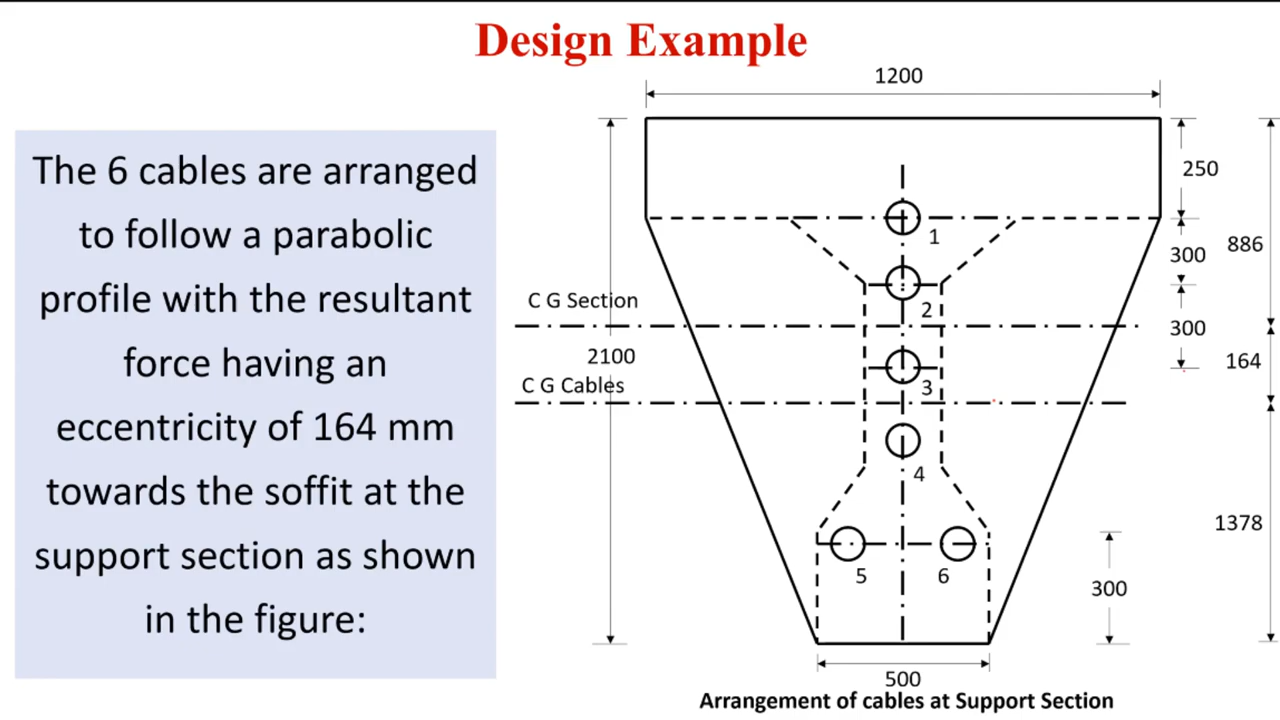 Design Example
The 6 cables are arranged
to follow a parabolic
profile with the resultant
force having an
eccentricity of 164 mm
towards the soffit at the
support section as shown
in the figure:
1200
250
300
886
300
164
1378
300
2100
C G Section
C G Cables
1
2
3
4
5
6
500
Arrangement of cables at Support Section